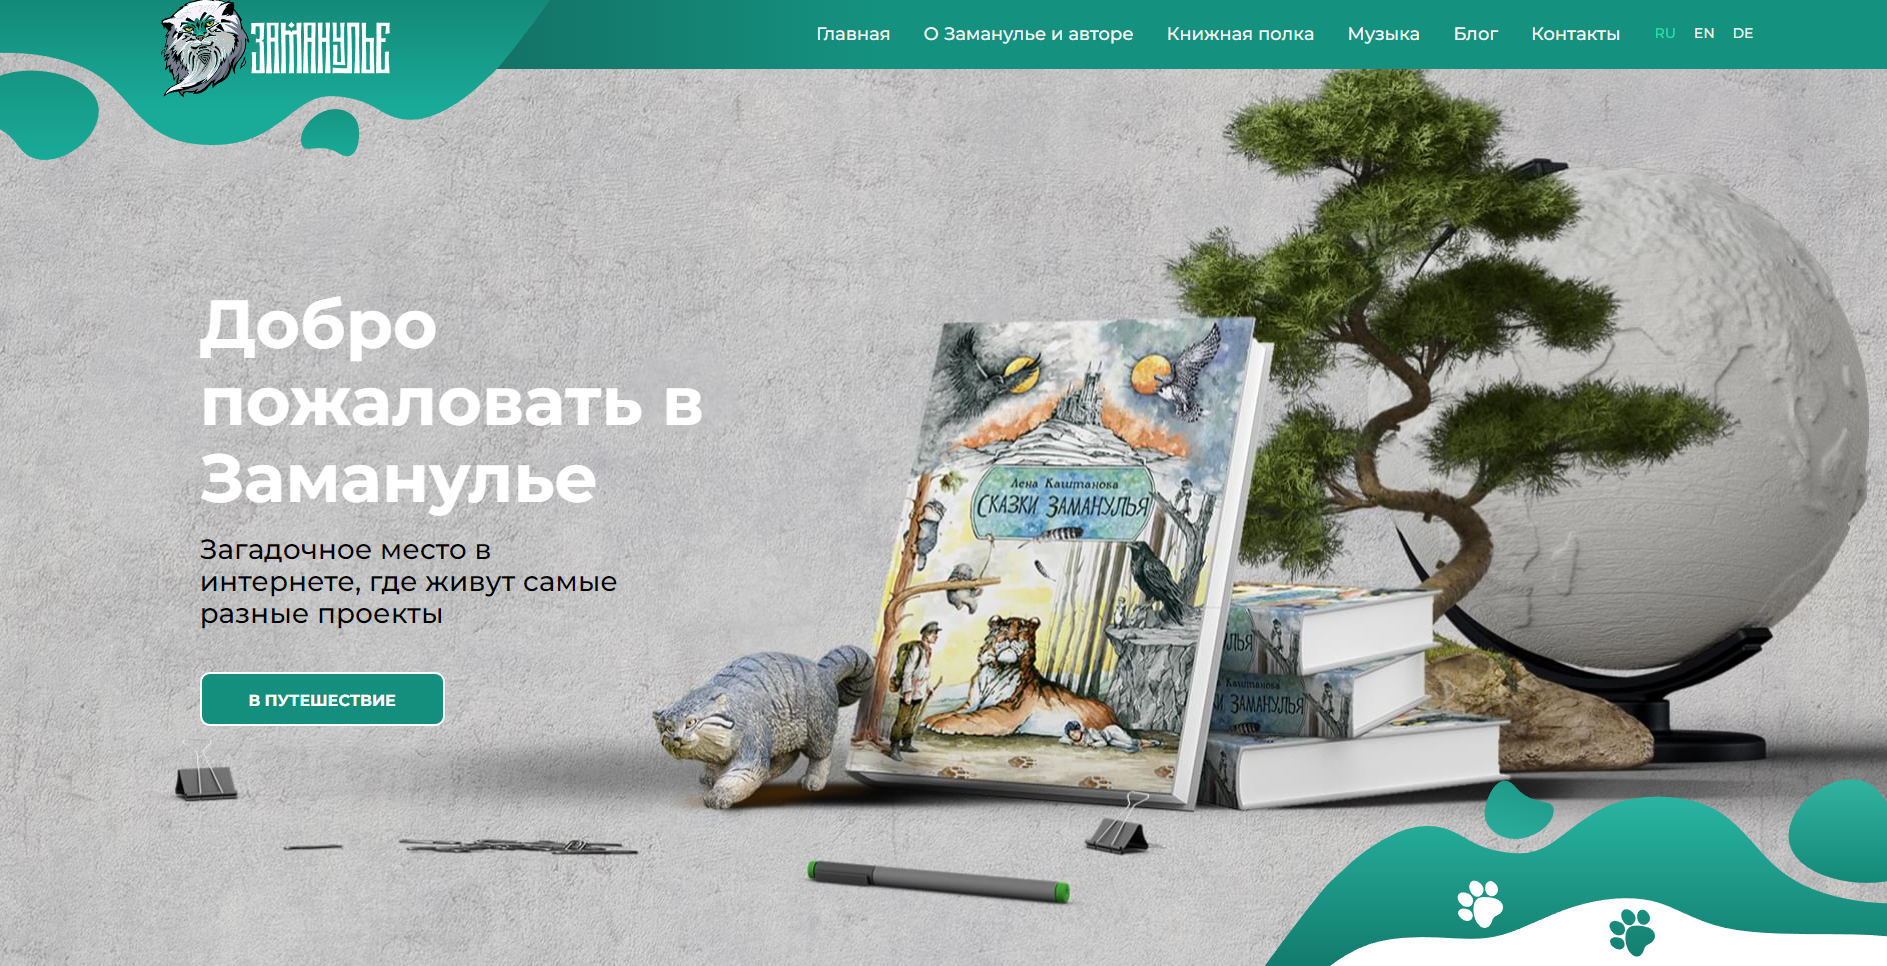 ЗАМАНУЛЬЕ
Главная О Заманулье и авторе Книжная полка Музыка Блог Контакты RU EN DE
Добро
пожаловать в
Заманулье
Загадочное место в
интернете, где живут самые
разные проекты
В ПУТЕШЕСТВИЕ
Лена Каштанова
СКАЗКИ ЗАМАНУЛЬЯ
УЛЬЯ
Каштанова
И ЗАМАНУЛЬЯ